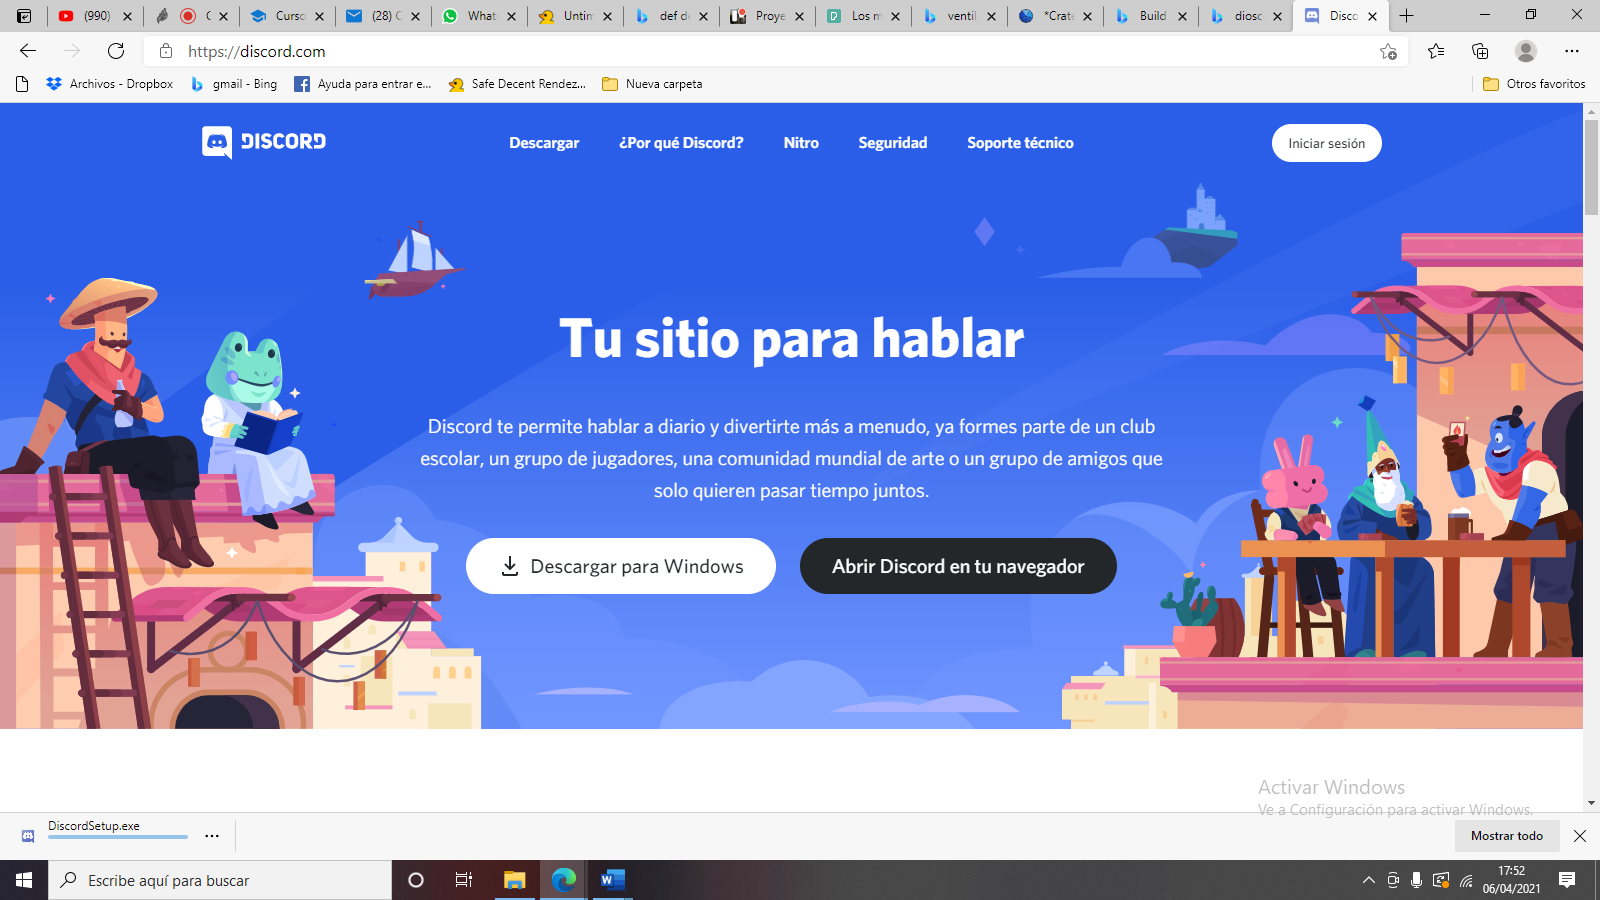 (990)
C
Curso
(28) C
What
Untim
def de
Proye
Los m
ventil
*Crate
Build
diosc
Disco
https://discord.com
Archivos - Dropbox
gmail - Bing
Ayuda para entrar e...
Safe Decent Rendez...
Nueva carpeta
Otros favoritos
DISCORD
Descargar
¿Por qué Discord?
Nitro
Seguridad
Soporte técnico
Iniciar sesión
Tu sitio para hablar
Discord te permite hablar a diario y divertirte más a menudo, ya formes parte de un club
escolar, un grupo de jugadores, una comunidad mundial de arte o un grupo de amigos que
solo quieren pasar tiempo juntos.
Descargar para Windows
Abrir Discord en tu navegador
Activar Windows
Ve a Configuración para activar Windows.
DiscordSetup.exe
Mostrar todo
Escribe aquí para buscar
17:52
06/04/2021